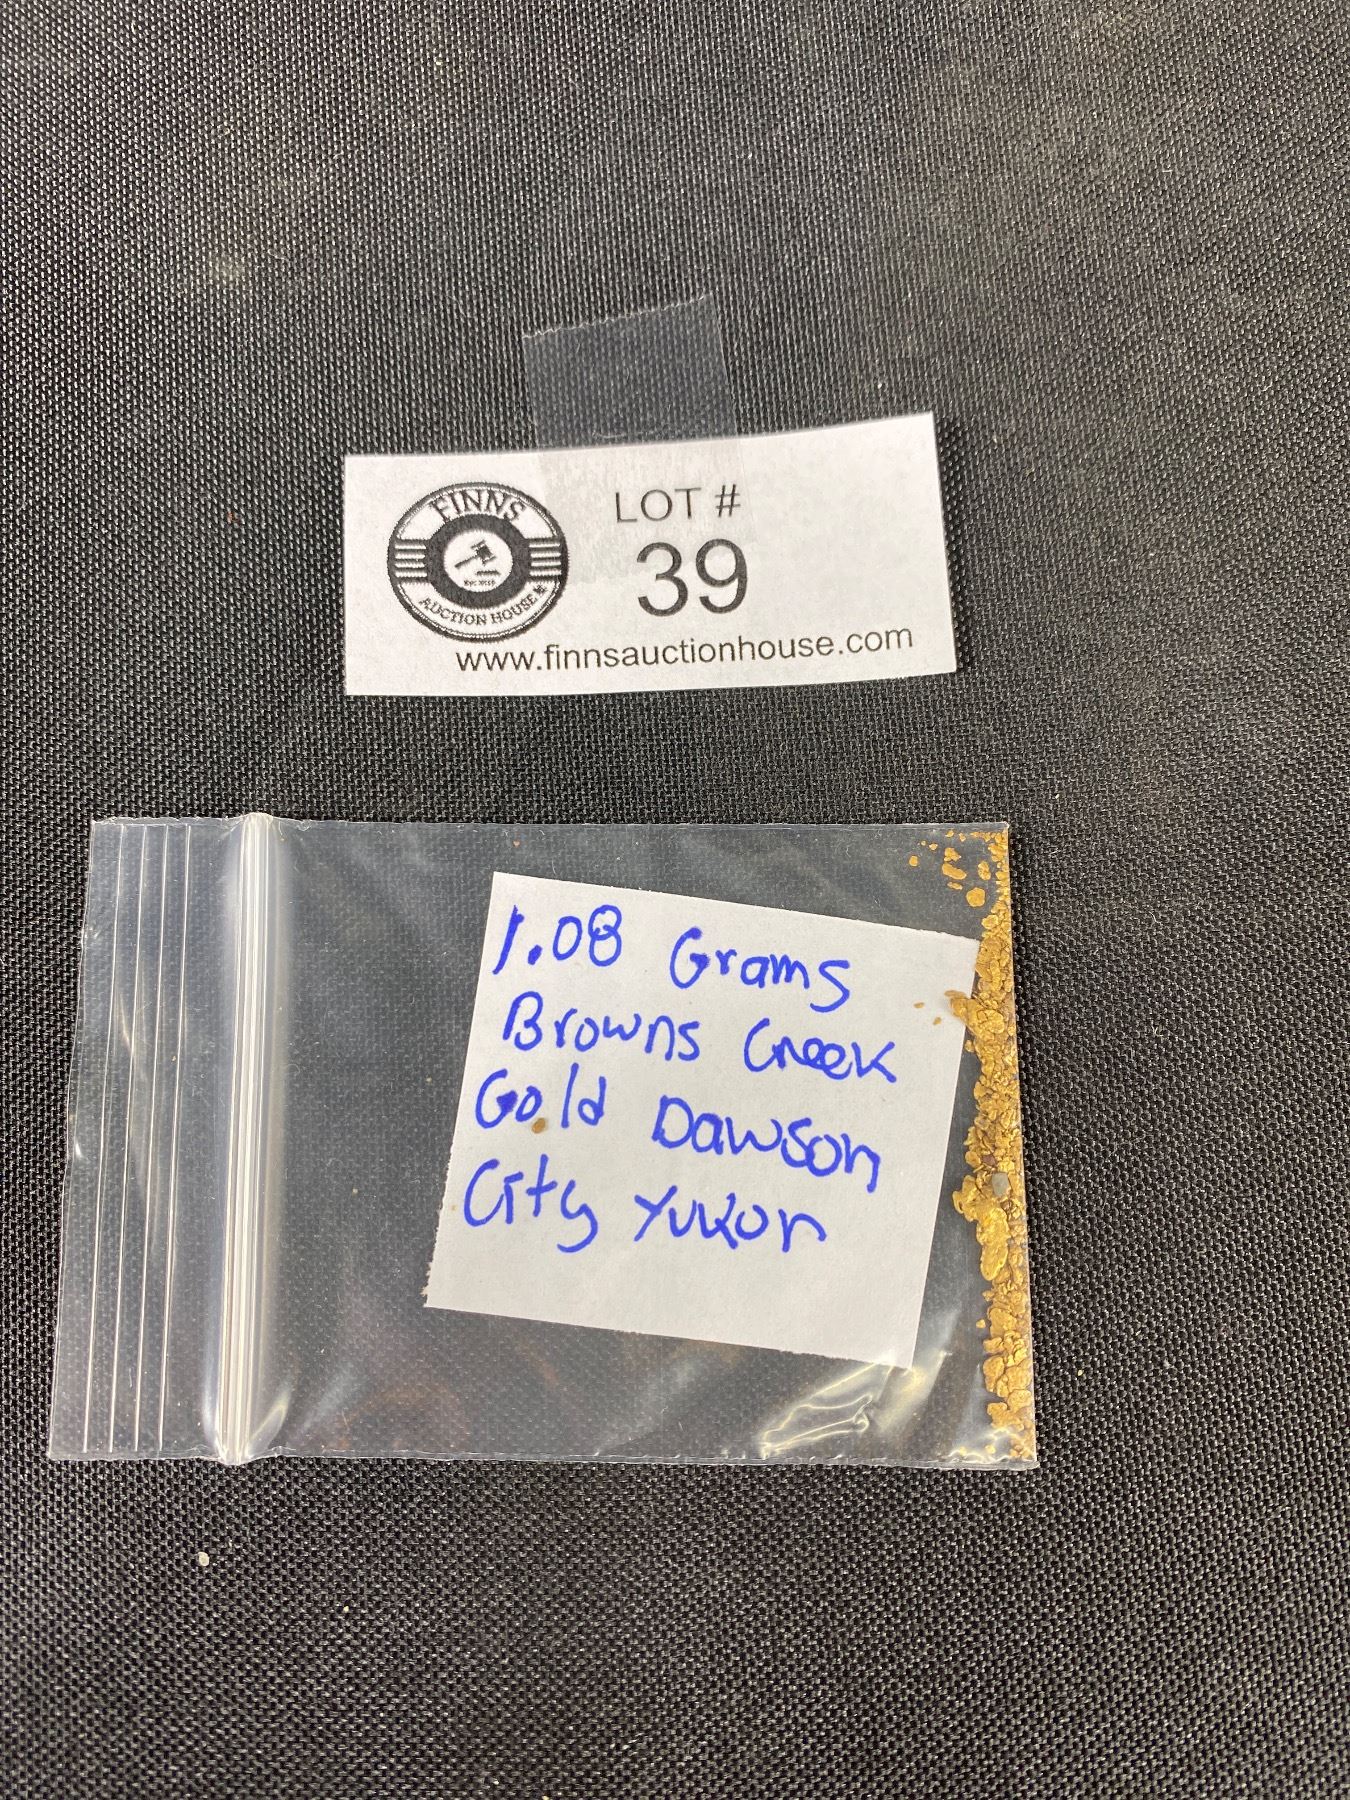 FINNS
AUCTION HOUSE
LOT #
39
www.finnsauctionhouse.com
1.08 Grams
Browns Creek
Gold Dawson
City Yukon